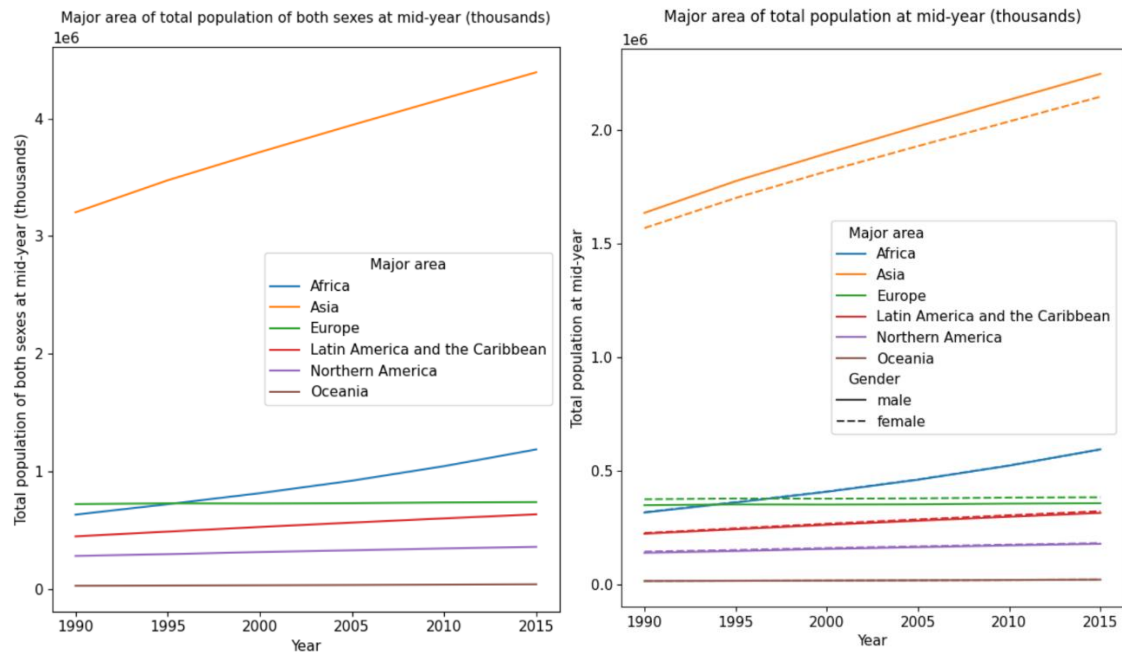 Major area of total population of both sexes at mid-year (thousands)
1e6
Total population of both sexes at mid-year (thousands)
4
3
2
1
0
Major area
Africa
Asia
Europe
Latin America and the Caribbean
Northern America
Oceania
1990
1995
2000
2005
2010
2015
Year
Major area of total population at mid-year (thousands)
1e6
Total population at mid-year
2.0
1.5
1.0
0.5
0.0
Major area
Africa
Asia
Europe
Latin America and the Caribbean
Northern America
Oceania
Gender
male
female
1990
1995
2000
2005
2010
2015
Year